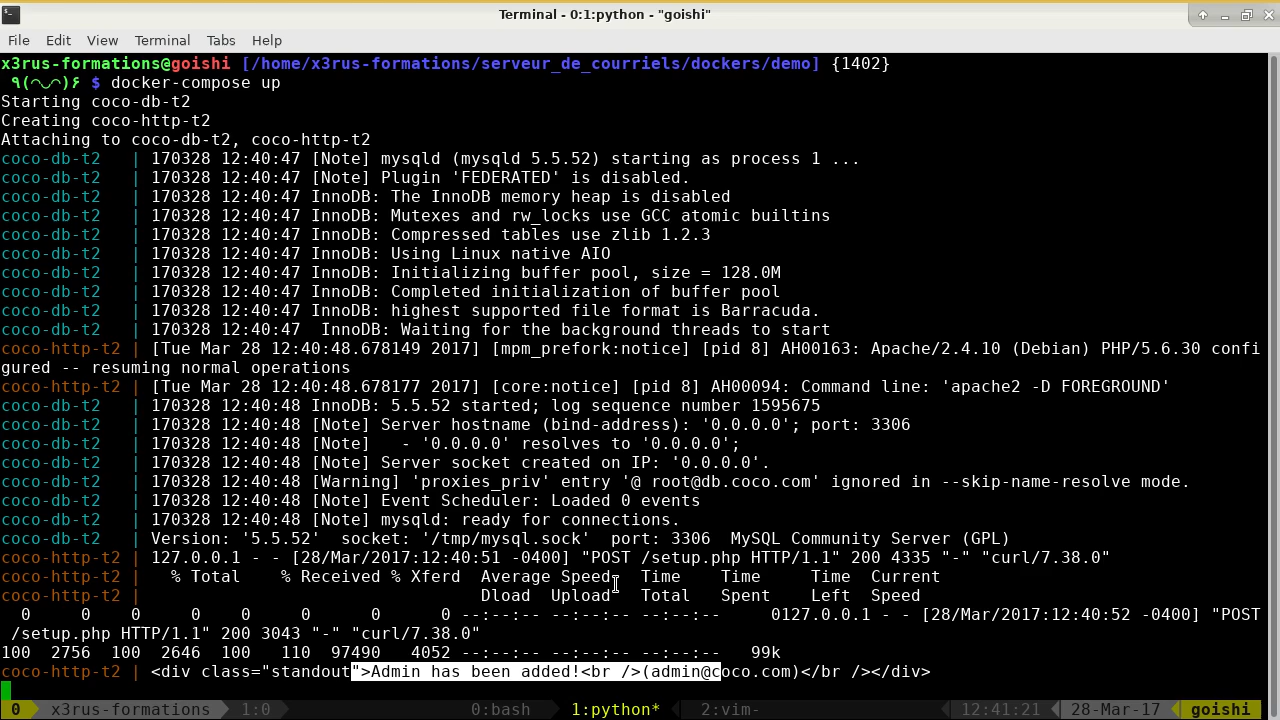 Terminal - 0:1:python - "goishi"
File Edit View Terminal Tabs Help
x3rus-formations@goishi [/home/x3rus-formations/serveur_de_courriels/dockers/demo] {1402}
٩(◠◡◠)۶ $ docker-compose up
Starting coco-db-t2
Creating coco-http-t2
Attaching to coco-db-t2, coco-http-t2
coco-db-t2   | 170328 12:40:47 [Note] mysqld (mysqld 5.5.52) starting as process 1 ...
coco-db-t2   | 170328 12:40:47 [Note] Plugin 'FEDERATED' is disabled.
coco-db-t2   | 170328 12:40:47 InnoDB: The InnoDB memory heap is disabled
coco-db-t2   | 170328 12:40:47 InnoDB: Mutexes and rw_locks use GCC atomic builtins
coco-db-t2   | 170328 12:40:47 InnoDB: Compressed tables use zlib 1.2.3
coco-db-t2   | 170328 12:40:47 InnoDB: Using Linux native AIO
coco-db-t2   | 170328 12:40:47 InnoDB: Initializing buffer pool, size = 128.0M
coco-db-t2   | 170328 12:40:47 InnoDB: Completed initialization of buffer pool
coco-db-t2   | 170328 12:40:47 InnoDB: highest supported file format is Barracuda.
coco-db-t2   | 170328 12:40:47  InnoDB: Waiting for the background threads to start
coco-http-t2 | [Tue Mar 28 12:40:48.678149 2017] [mpm_prefork:notice] [pid 8] AH00163: Apache/2.4.10 (Debian) PHP/5.6.30 confi
gured -- resuming normal operations
coco-http-t2 | [Tue Mar 28 12:40:48.678177 2017] [core:notice] [pid 8] AH00094: Command line: 'apache2 -D FOREGROUND'
coco-db-t2   | 170328 12:40:48 InnoDB: 5.5.52 started; log sequence number 1595675
coco-db-t2   | 170328 12:40:48 [Note] Server hostname (bind-address): '0.0.0.0'; port: 3306
coco-db-t2   | 170328 12:40:48 [Note]   - '0.0.0.0' resolves to '0.0.0.0';
coco-db-t2   | 170328 12:40:48 [Note] Server socket created on IP: '0.0.0.0'.
coco-db-t2   | 170328 12:40:48 [Warning] 'proxies_priv' entry '@ root@db.coco.com' ignored in --skip-name-resolve mode.
coco-db-t2   | 170328 12:40:48 [Note] Event Scheduler: Loaded 0 events
coco-db-t2   | 170328 12:40:48 [Note] mysqld: ready for connections.
coco-db-t2   | Version: '5.5.52'  socket: '/tmp/mysql.sock'  port: 3306  MySQL Community Server (GPL)
coco-http-t2 | 127.0.0.1 - - [28/Mar/2017:12:40:51 -0400] "POST /setup.php HTTP/1.1" 200 4335 "-" "curl/7.38.0"
coco-http-t2 |   % Total    % Received % Xferd  Average Speed   Time    Time     Time  Current
coco-http-t2 |                                  Dload  Upload   Total   Spent    Left  Speed
  0     0    0     0    0     0      0      0 --:--:-- --:--:-- --:--:--     0127.0.0.1 - - [28/Mar/2017:12:40:52 -0400] "POST
 /setup.php HTTP/1.1" 200 3043 "-" "curl/7.38.0"
100  2756  100  2646  100   110  97490   4052 --:--:-- --:--:-- --:--:--   99k
coco-http-t2 | <div class="standout">Admin has been added!<br />(admin@coco.com)</br /></div>
0 x3rus-formations 1:0 0:bash 1:python* 2:vim- 12:41:21 28-Mar-17 goishi